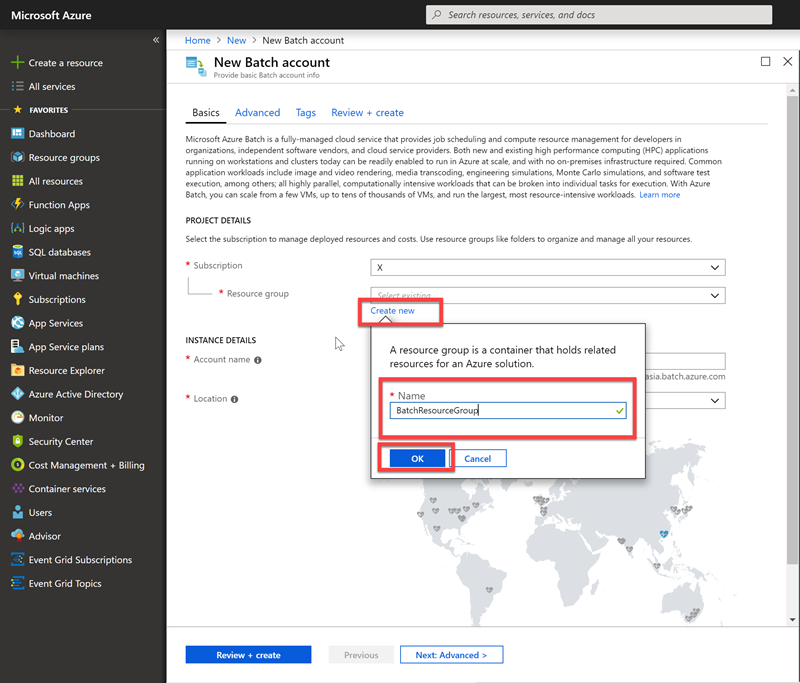 Microsoft Azure
Search resources, services, and docs
«
Create a resource
All services
FAVORITES
Dashboard
Resource groups
All resources
Function Apps
Logic apps
SQL databases
Virtual machines
Subscriptions
App Services
App Service plans
Resource Explorer
Azure Active Directory
Monitor
Security Center
Cost Management + Billing
Container services
Users
Advisor
Event Grid Subscriptions
Event Grid Topics
Home > New > New Batch account
New Batch account
Provide basic Batch account info
Basics Advanced Tags Review + create
Microsoft Azure Batch is a fully-managed cloud service that provides job scheduling and compute resource management for developers in
organizations, independent software vendors, and cloud service providers. Both new and existing high performance computing (HPC) applications
running on workstations and clusters today can be readily enabled to run in Azure at scale, and with no on-premises infrastructure required. Common
application workloads include image and video rendering, media transcoding, engineering simulations, Monte Carlo simulations, and software test
execution, among others; all highly parallel, computationally intensive workloads that can be broken into individual tasks for execution. With Azure
Batch, you can scale from a few VMs, up to tens of thousands of VMs, and run the largest, most resource-intensive workloads. Learn more
PROJECT DETAILS
Select the subscription to manage deployed resources and costs. Use resource groups like folders to organize and manage all your resources.
* Subscription
X
* Resource group
Select existing...
Create new
A resource group is a container that holds related
resources for an Azure solution.
* Name
BatchResourceGroup
OK Cancel
INSTANCE DETAILS
* Account name
asia.batch.azure.com
* Location
Review + create Previous Next: Advanced >